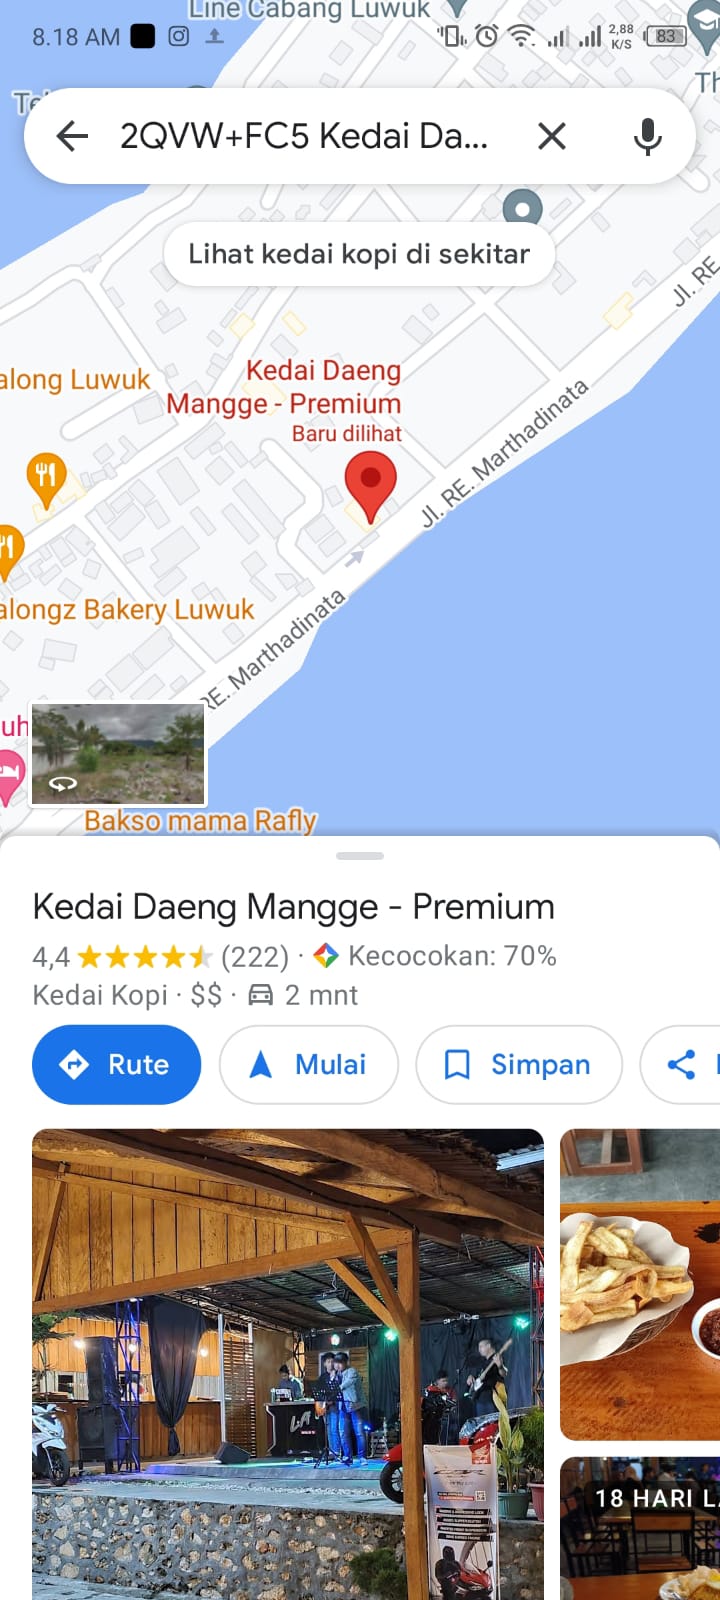 Line Cabang Luwuk
8.18 AM
2,88
K/S
83
Te
Th
2QVW+FC5 Kedai Da...
Lihat kedai kopi di sekitar
Jl. RE
along Luwuk
Kedai Daeng
Mangge - Premium
Baru dilihat
Jl. RE. Marthadinata
alongz Bakery Luwuk
RE. Marthadinata
uh
Bakso mama Rafly
Kedai Daeng Mangge - Premium
4,4 (222) · Kecocokan: 70%
Kedai Kopi · $$ · 2 mnt
Rute
Mulai
Simpan
18 HARI L